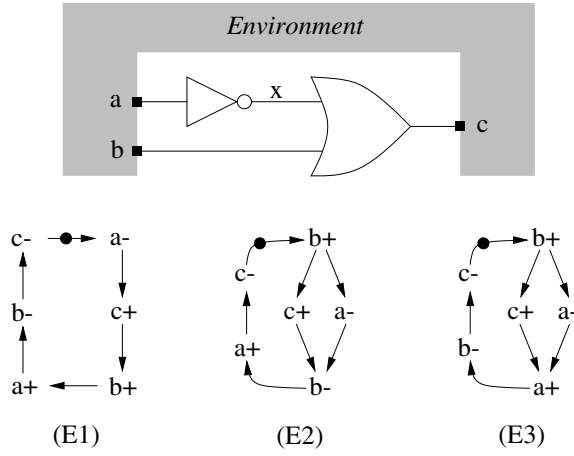 Environment
a
x
b
c
c- a- b+ b+
c- c-
b- c+ c+ a- c+ a-
a+ b-
a+ b+ b- a+
(E1) (E2) (E3)